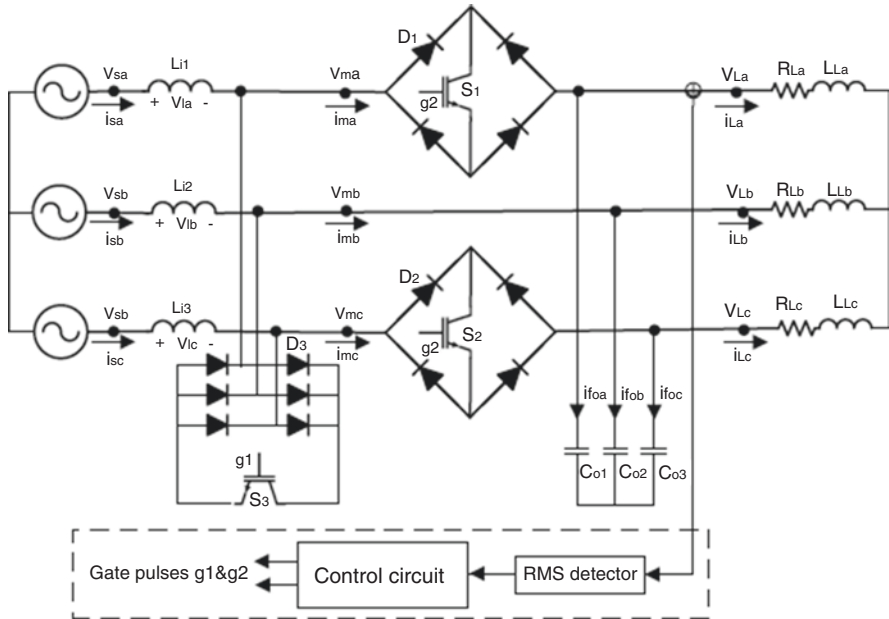 D1
Vsa
Li1
Vma
S1
g2
VLa
RLa
LLa
+ Vla -
isa
ima
iLa
Vsb
Li2
Vmb
VLb
RLb
LLb
+ Vlb -
isb
imb
iLb
D2
Vsb
Li3
Vmc
S2
g2
VLc
RLc
LLc
+ Vlc -
isc
D3
imc
iLc
ifoa
ifob
ifoc
g1
S3
Co1
Co2
Co3
Gate pulses g1&g2
Control circuit
RMS detector